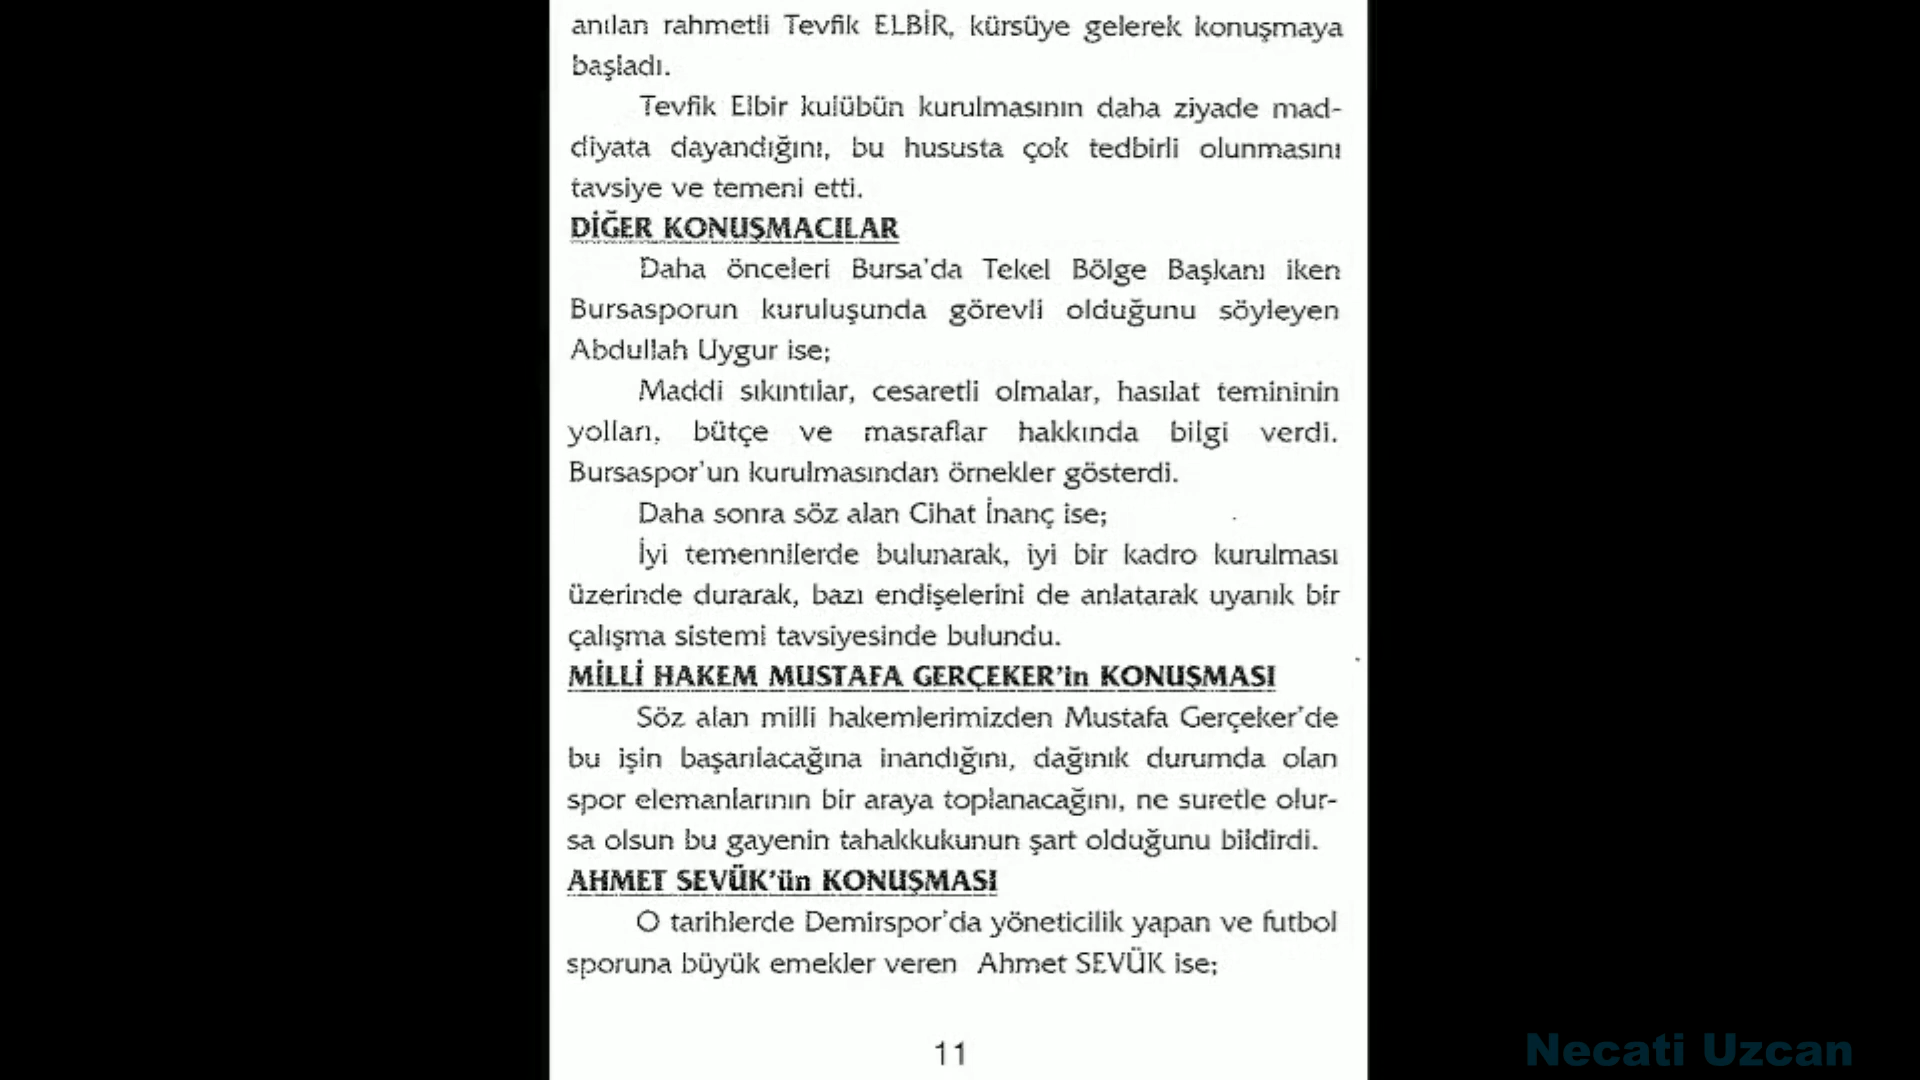 anılan rahmetli Tevfik ELBİR, kürsüye gelerek konuşmaya
başladı.
Tevfik Elbir kulübün kurulmasının daha ziyade mad-
diyata dayandığını, bu hususta çok tedbirli olunmasını
tavsiye ve temeni etti.
DİĞER KONUŞMACILAR
Daha önceleri Bursa'da Tekel Bölge Başkanı iken
Bursasporun kuruluşunda görevli olduğunu söyleyen
Abdullah Uygur ise;
Maddi sıkıntılar, cesaretli olmalar, hasılat temininin
yolları, bütçe ve masraflar hakkında bilgi verdi.
Bursaspor'un kurulmasından örnekler gösterdi.
Daha sonra söz alan Cihat İnanç ise;
İyi temennilerde bulunarak, iyi bir kadro kurulması
üzerinde durarak, bazı endişelerini de anlatarak uyanık bir
çalışma sistemi tavsiyesinde bulundu.
MİLLİ HAKEM MUSTAFA GERÇEKER'in KONUŞMASI
Söz alan milli hakemlerimizden Mustafa Gerçeker'de
bu işin başarılacağına inandığını, dağınık durumda olan
spor elemanlarının bir araya toplanacağını, ne suretle olur-
sa olsun bu gayenin tahakkukunun şart olduğunu bildirdi.
AHMET SEVÜK'ün KONUŞMASI
O tarihlerde Demirspor'da yöneticilik yapan ve futbol
sporuna büyük emekler veren Ahmet SEVÜK ise;
11
Necati Uzcan